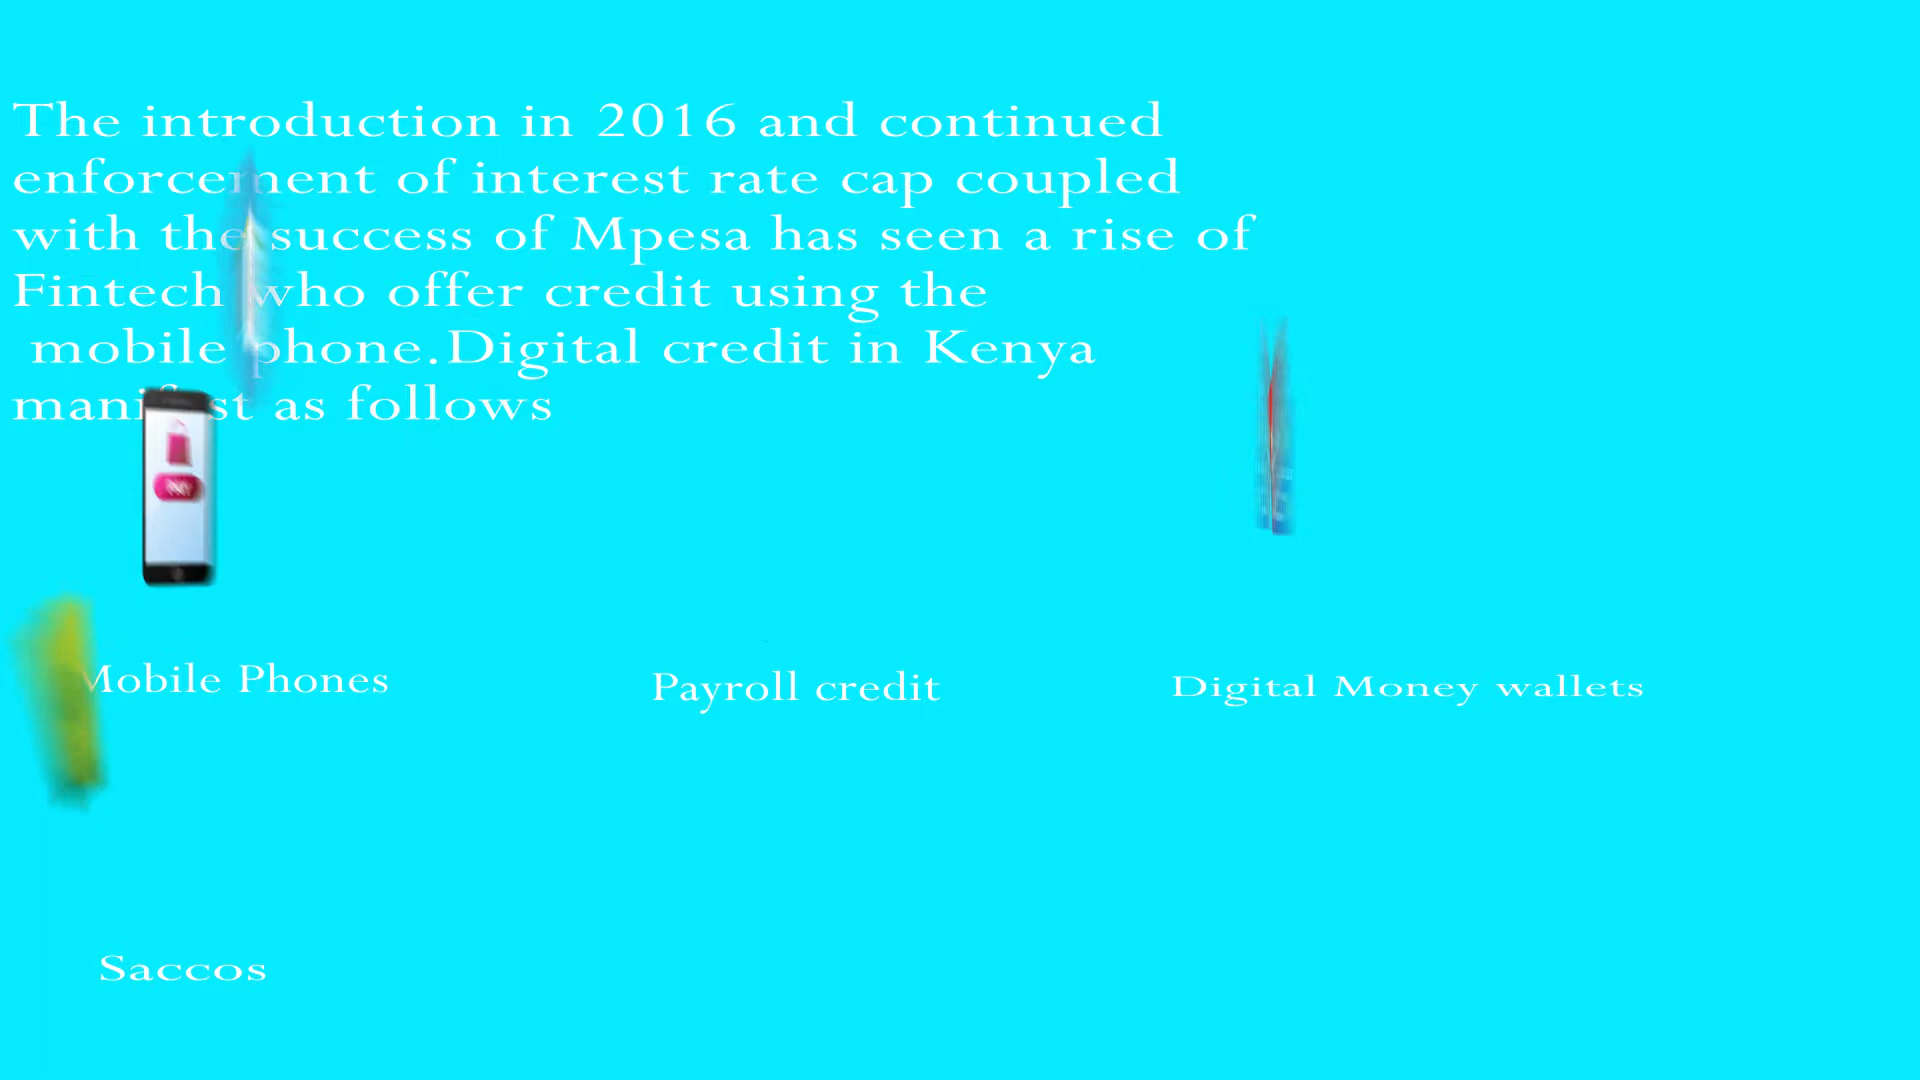 The introduction in 2016 and continued
enforcement of interest rate cap coupled
with the success of Mpesa has seen a rise of
Fintech who offer credit using the
mobile phone.Digital credit in Kenya
manifest as follows
Mobile Phones
Payroll credit
Digital Money wallets
Saccos